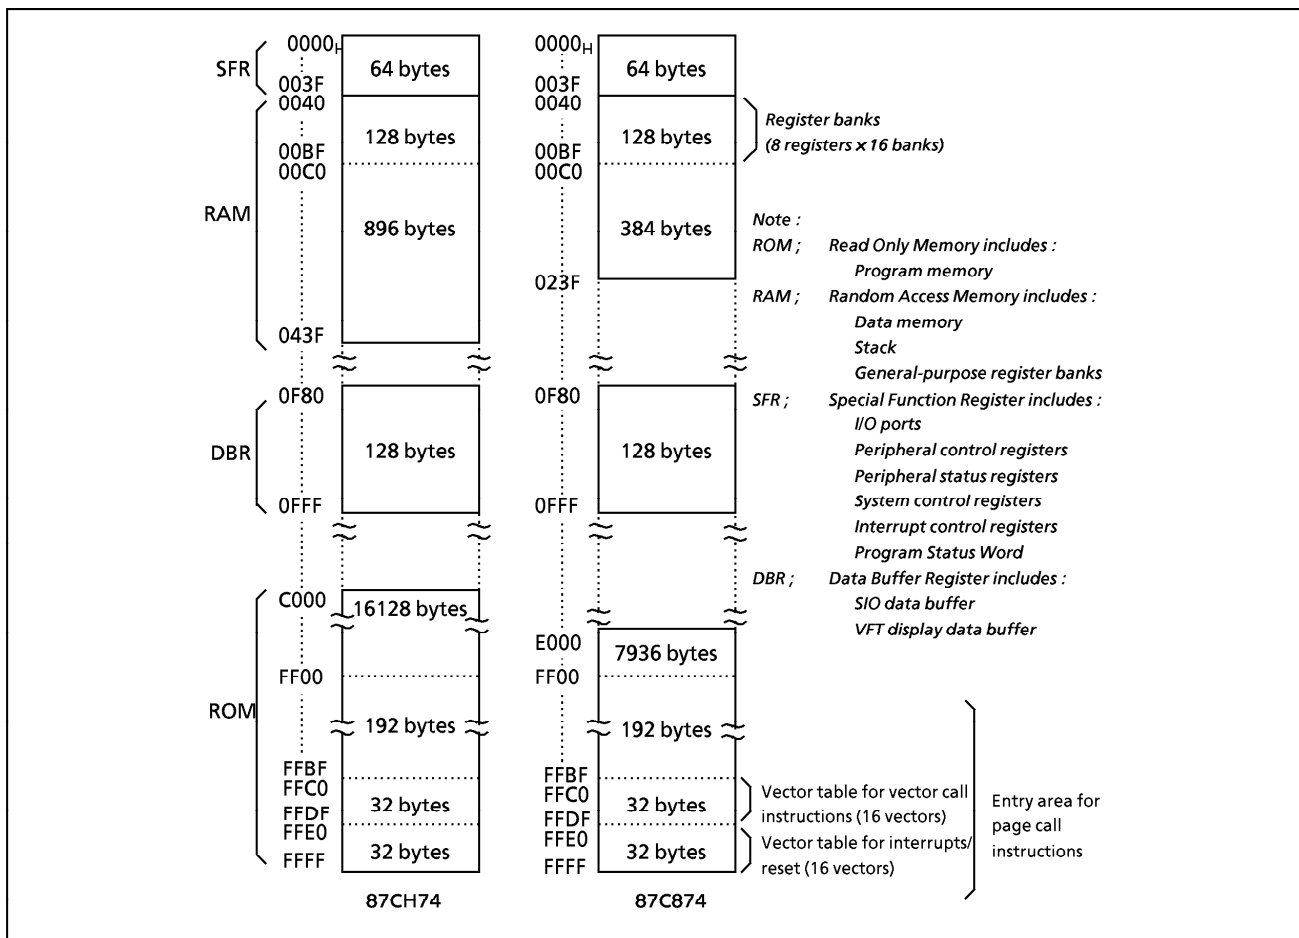 SFR
0000H
64 bytes
003F
0040
128 bytes
00BF
00C0
RAM
896 bytes
043F
0F80
DBR
128 bytes
0FFF
C000
16128 bytes
FF00
ROM
192 bytes
FFBF
FFC0
32 bytes
FFDF
FFE0
32 bytes
FFFF
87CH74
0000H
64 bytes
003F
0040
128 bytes
00BF
00C0
384 bytes
023F
0F80
128 bytes
0FFF
E000
7936 bytes
FF00
192 bytes
FFBF
FFC0
32 bytes
FFDF
FFE0
32 bytes
FFFF
87C874
Register banks
(8 registers × 16 banks)
Note :
ROM ; Read Only Memory includes :
Program memory
RAM ; Random Access Memory includes :
Data memory
Stack
General-purpose register banks
SFR ; Special Function Register includes :
I/O ports
Peripheral control registers
Peripheral status registers
System control registers
Interrupt control registers
Program Status Word
DBR ; Data Buffer Register includes :
SIO data buffer
VFT display data buffer
Vector table for vector call
instructions (16 vectors)
Vector table for interrupts/
reset (16 vectors)
Entry area for
page call
instructions